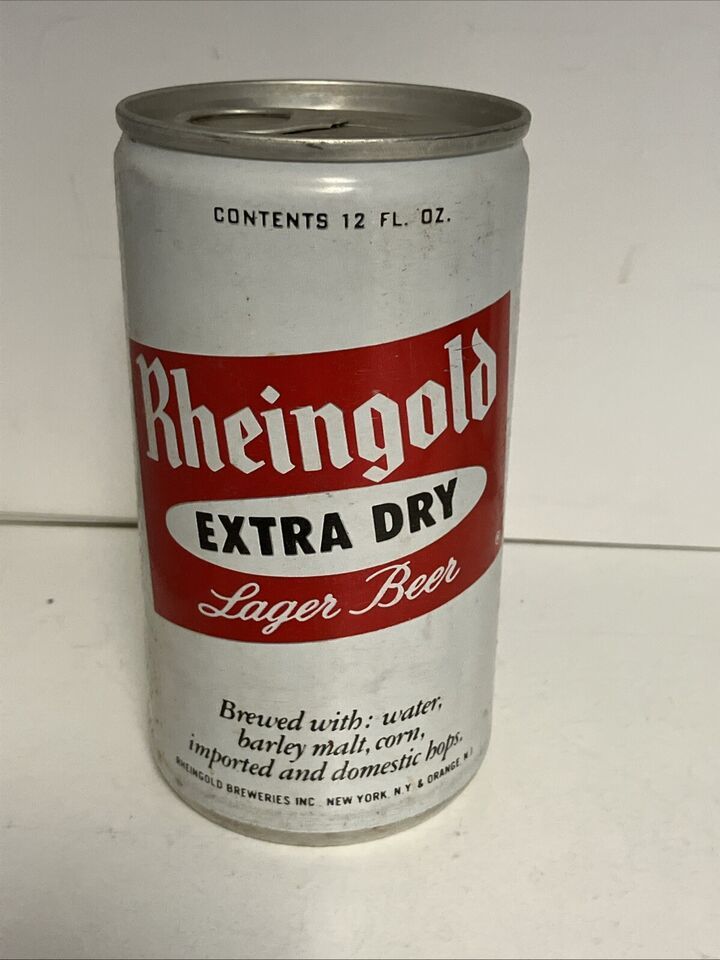 CONTENTS 12 FL. OZ.
Rheingold
EXTRA DRY
Lager Beer
Brewed with: water,
barley malt, corn,
imported and domestic hops.
RHEINGOLD BREWERIES INC. NEW YORK, N.Y. & ORANGE, N.J.